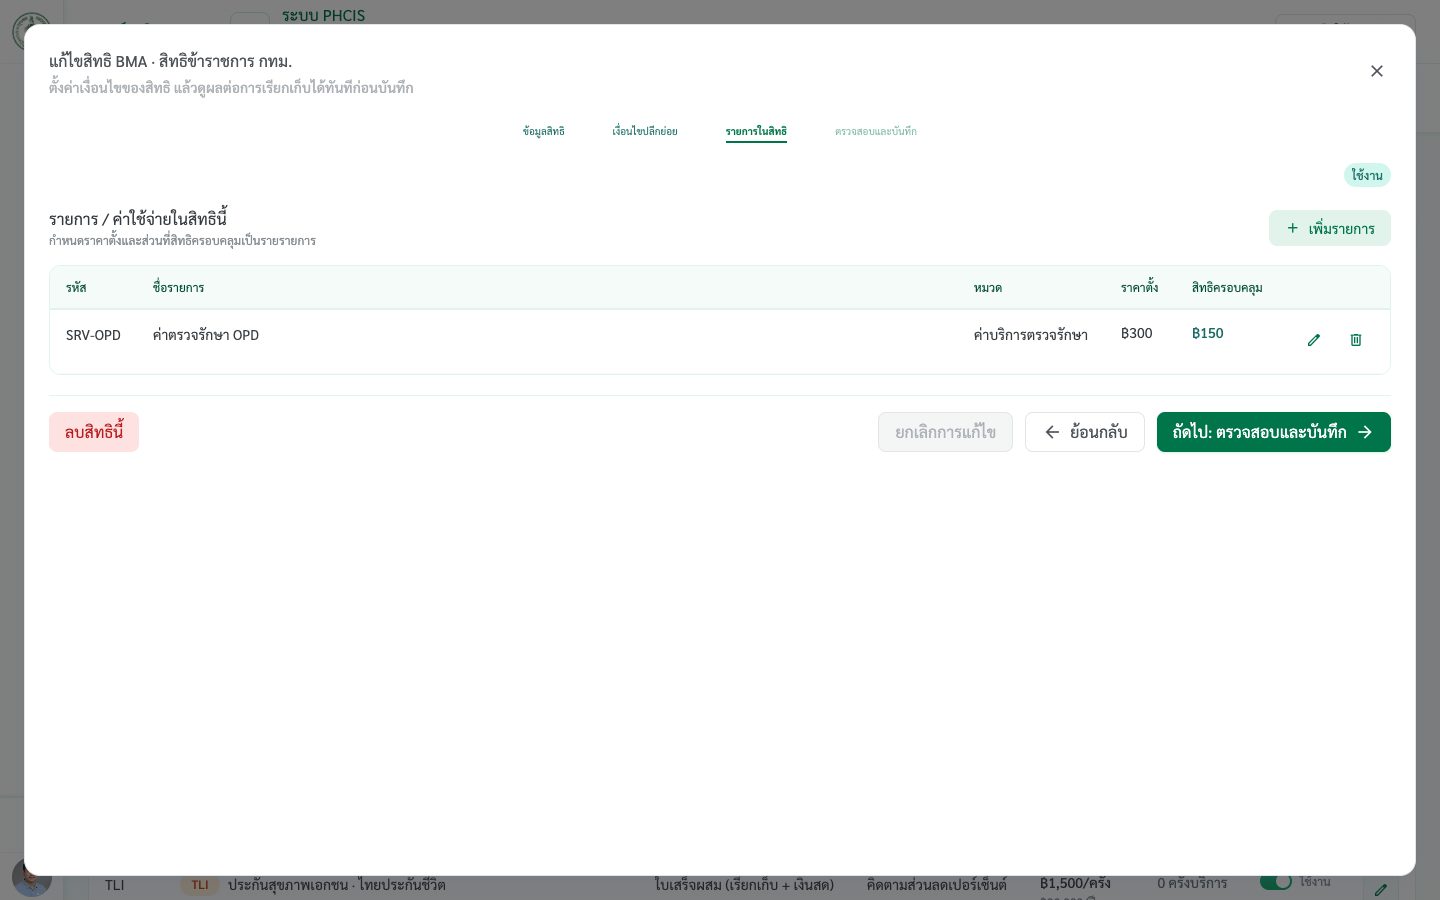 ระบบ PHCIS
แก้ไขสิทธิ BMA · สิทธิข้าราชการ กทม.
ตั้งค่าเงื่อนไขของสิทธิ แล้วดูผลต่อการเรียกเก็บได้ทันทีก่อนบันทึก
ข้อมูลสิทธิ เงื่อนไขปลีกย่อย รายการในสิทธิ ตรวจสอบและบันทึก
ใช้งาน
รายการ / ค่าใช้จ่ายในสิทธินี้
กำหนดราคาตั้งและส่วนที่สิทธิครอบคลุมเป็นรายรายการ
เพิ่มรายการ
รหัส ชื่อรายการ หมวด ราคาตั้ง สิทธิครอบคลุม
SRV-OPD ค่าตรวจรักษา OPD ค่าบริการตรวจรักษา ฿300 ฿150
ลบสิทธินี้ ยกเลิกการแก้ไข ย้อนกลับ ถัดไป: ตรวจสอบและบันทึก
TLI TLI ประกันสุขภาพเอกชน · ไทยประกันชีวิต ใบเสร็จผสม (เรียกเก็บ + เงินสด) คิดตามส่วนลดเปอร์เซ็นต์ ฿1,500/ครั้ง 0 ครั้งบริการ ใช้งาน